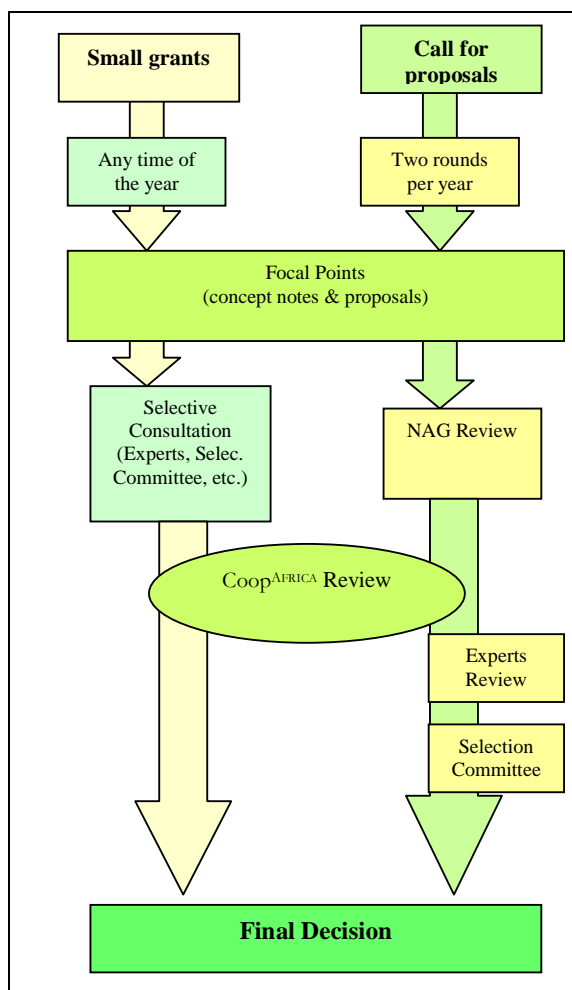 Small grants
Call for
proposals
Any time of
the year
Two rounds
per year
Focal Points
(concept notes & proposals)
Selective
Consultation
(Experts, Selec.
Committee, etc.)
NAG Review
CoopAFRICA Review
Experts
Review
Selection
Committee
Final Decision